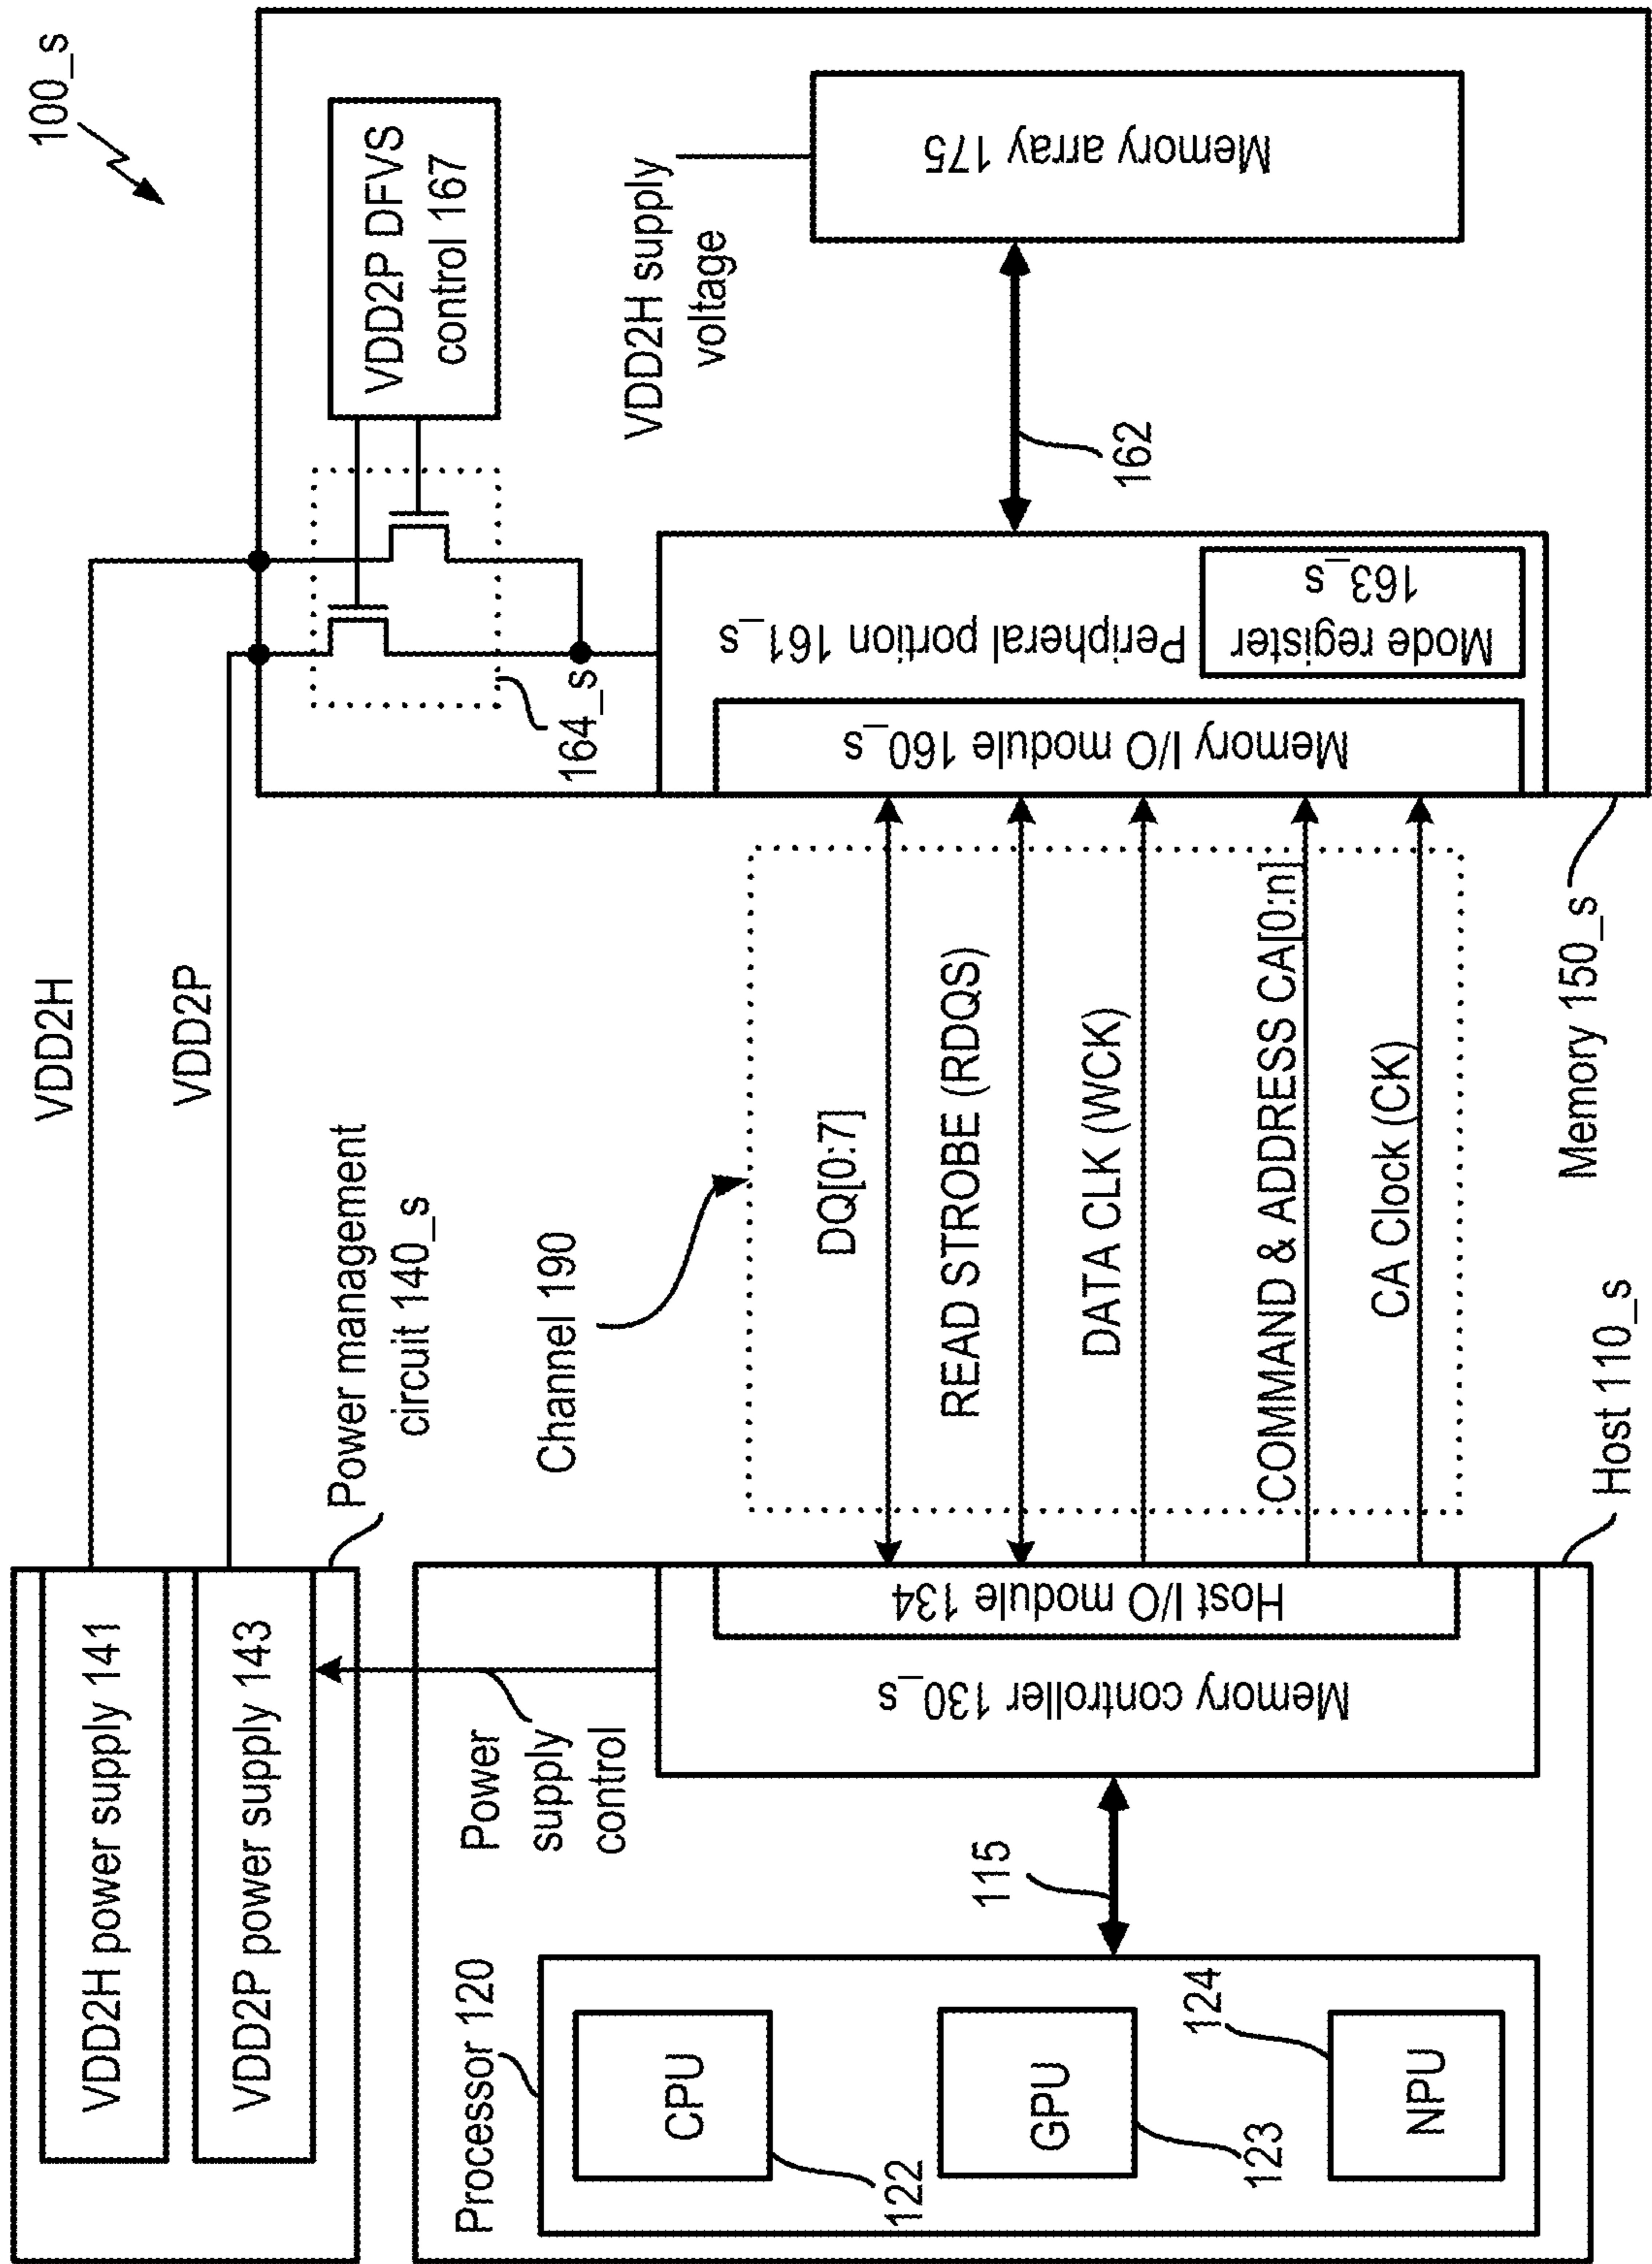 100_s
VDD2H power supply 141
VDD2P power supply 143
Power management
circuit 140_s
VDD2H
VDD2P
VDD2P DFVS
control 167
164_s
Processor 120
CPU
122
GPU
123
124
NPU
115
Power
supply
control
Memory controller 130_s
Host I/O module 134
Host 110_s
Channel 190
DQ[0:7]
READ STROBE (RDQS)
DATA CLK (WCK)
COMMAND & ADDRESS CA[0:n]
CA Clock (CK)
Memory I/O module 160_s
Peripheral portion 161_s
Mode register
163_s
162
VDD2H supply
voltage
Memory array 175
Memory 150_s